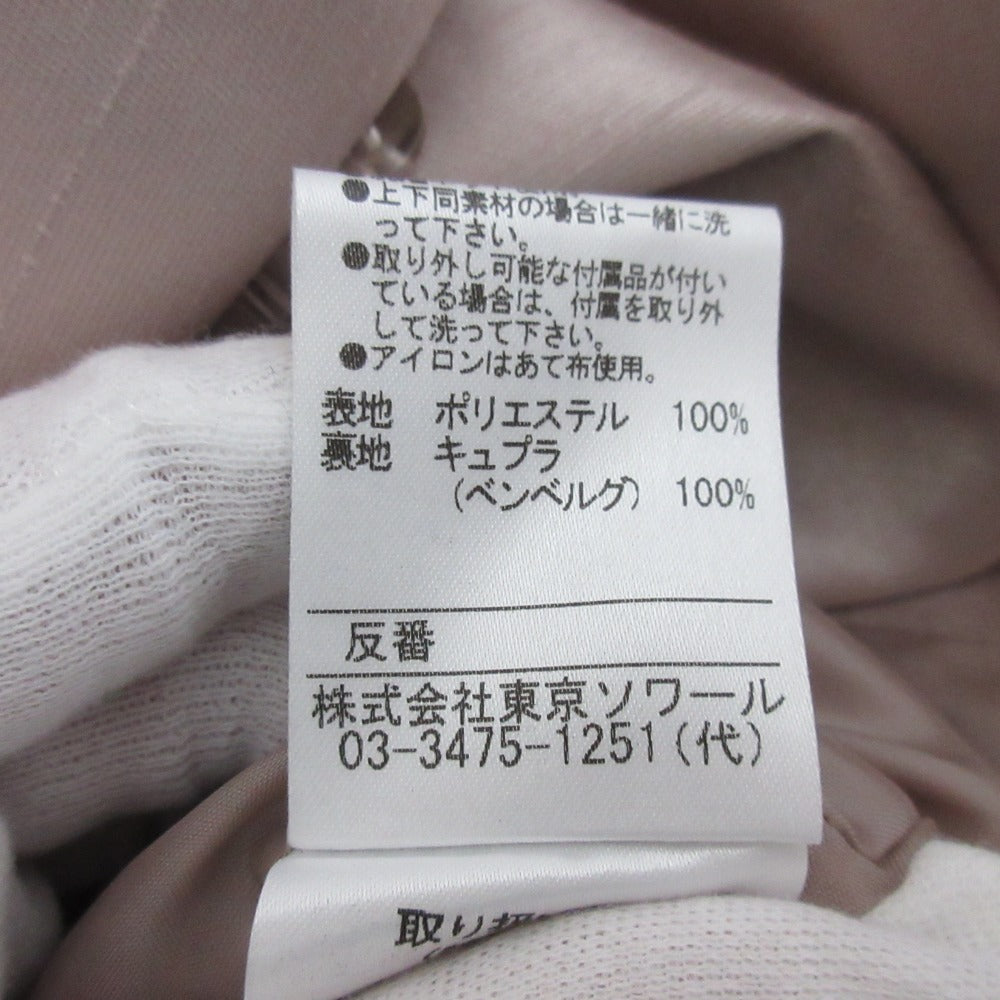 ●上下同素材の場合は一緒に洗
って下さい。
●取り外し可能な付属品が付い
ている場合は、付属を取り外
して洗って下さい。
●アイロンはあて布使用。
表地 ポリエステル 100%
裏地 キュプラ
(ベンベルグ) 100%
反番
株式会社東京ソワール
03-3475-1251(代)
取り扱